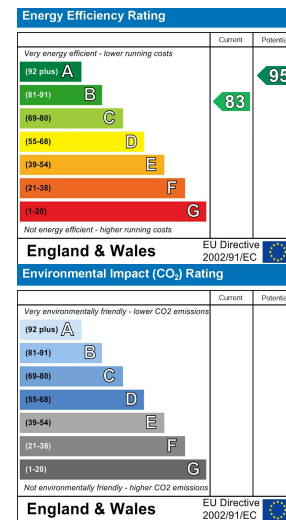 Energy Efficiency Rating
Current
Potentia
Very energy efficient - lower running costs
(92 plus) A
(81-91) B
(69-80) C
(55-68) D
(39-54) E
(21-38) F
(1-20) G
83
95
Not energy efficient - higher running costs
England & Wales
EU Directive
2002/91/EC
Environmental Impact (CO₂) Rating
Current
Potentia
Very environmentally friendly - lower CO2 emissions
(92 plus) A
(81-91) B
(69-80) C
(55-68) D
(39-54) E
(21-38) F
(1-20) G
Not environmentally friendly - higher CO2 emissions
England & Wales
EU Directive
2002/91/EC